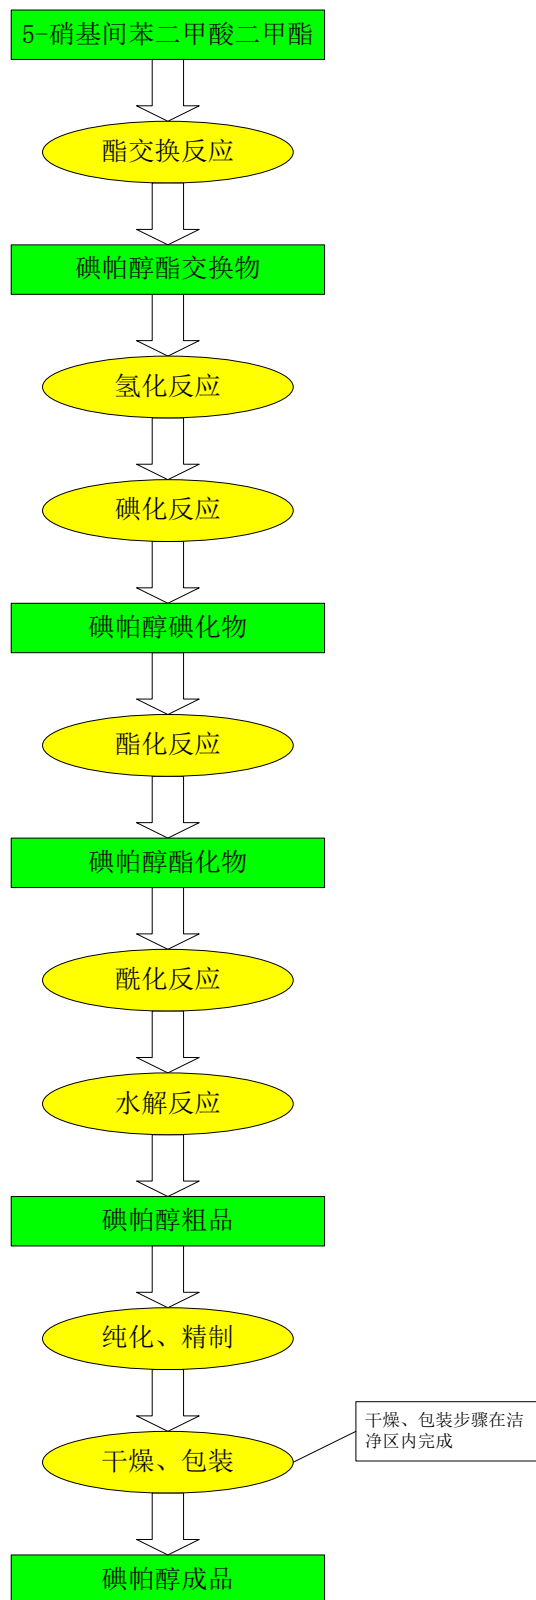 5-硝基间苯二甲酸二甲酯
酯交换反应
碘帕醇酯交换物
氢化反应
碘化反应
碘帕醇碘化物
酯化反应
碘帕醇酯化物
酰化反应
水解反应
碘帕醇粗品
纯化、精制
干燥、包装
干燥、包装步骤在洁
净区内完成
碘帕醇成品